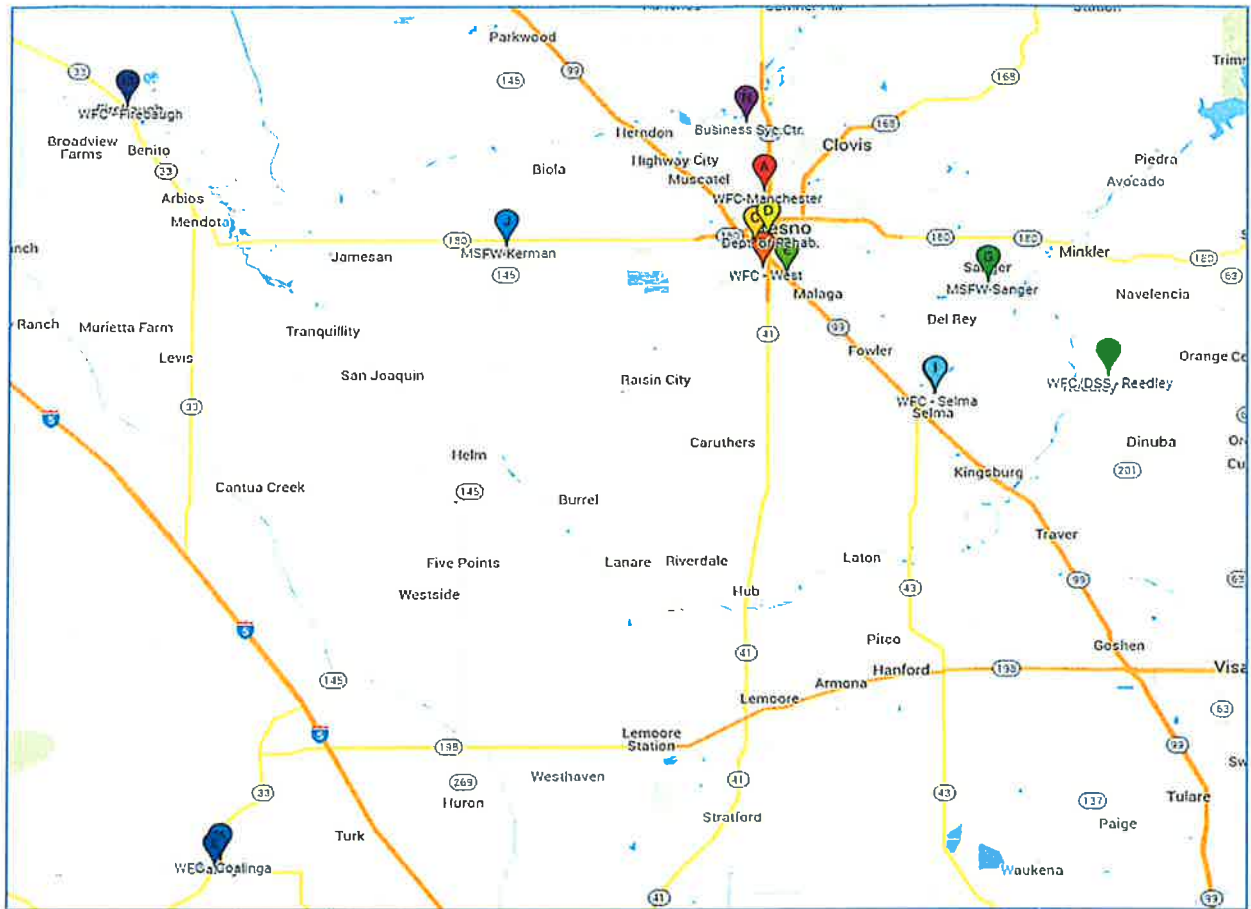 Parkwood
33
99
145
168
Trimm
WFC - Firebaugh
Business Svc Ctr.
Broadview
Farms
Benito
Herndon
168
Clovis
33
Biola
Highway City
Muscatel
A
Piedra
Avocado
Arbios
WFC-Manchester
Mendota
J
D
180
Fresno
180
180
Dept of Rehab.
Minkler
Jamesan
MSFW-Kerman
145
WFC - West
G
Sanger
180
63
MSFW-Sanger
Malaga
Navelencia
Ranch
Murietta Farm
Tranquillity
41
99
Del Rey
Levis
Fowler
Orange Co
San Joaquin
Raisin City
I
WFC/DSS - Reedley
33
WFC - Selma
Selma
5
Caruthers
Dinuba
Helm
Kingsburg
201
Cantua Creek
145
Burrel
Traver
Five Points
Lanare
Riverdale
Laton
99
63
Westside
Hub
43
5
Pitco
Goshen
41
Hanford
198
Visa
145
Armona
Lemoore
63
5
Lemoore
Station
198
99
Westhaven
269
41
33
Huron
43
137
Tulare
Stratford
Paige
Turk
Coalinga
Waukena
41
99